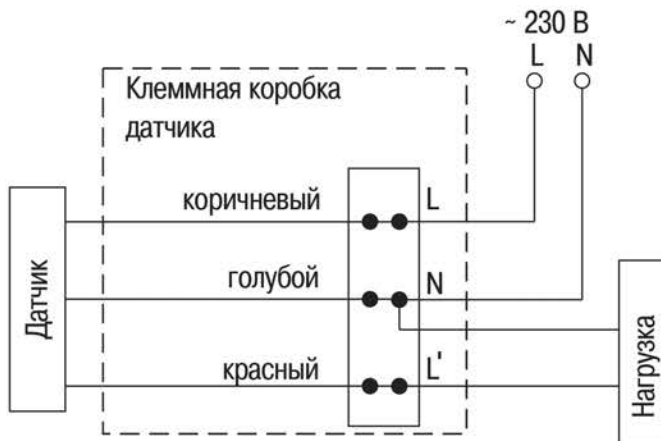 ~ 230 В
L N
Клеммная коробка
датчика
коричневый L
голубой N
красный L'
Датчик
Нагрузка